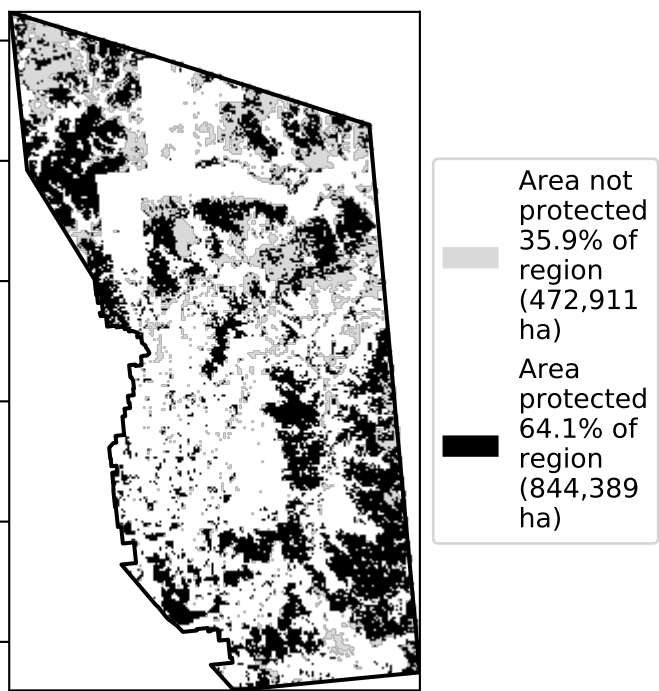 Area not
protected
35.9% of
region
(472,911
ha)
Area
protected
64.1% of
region
(844,389
ha)